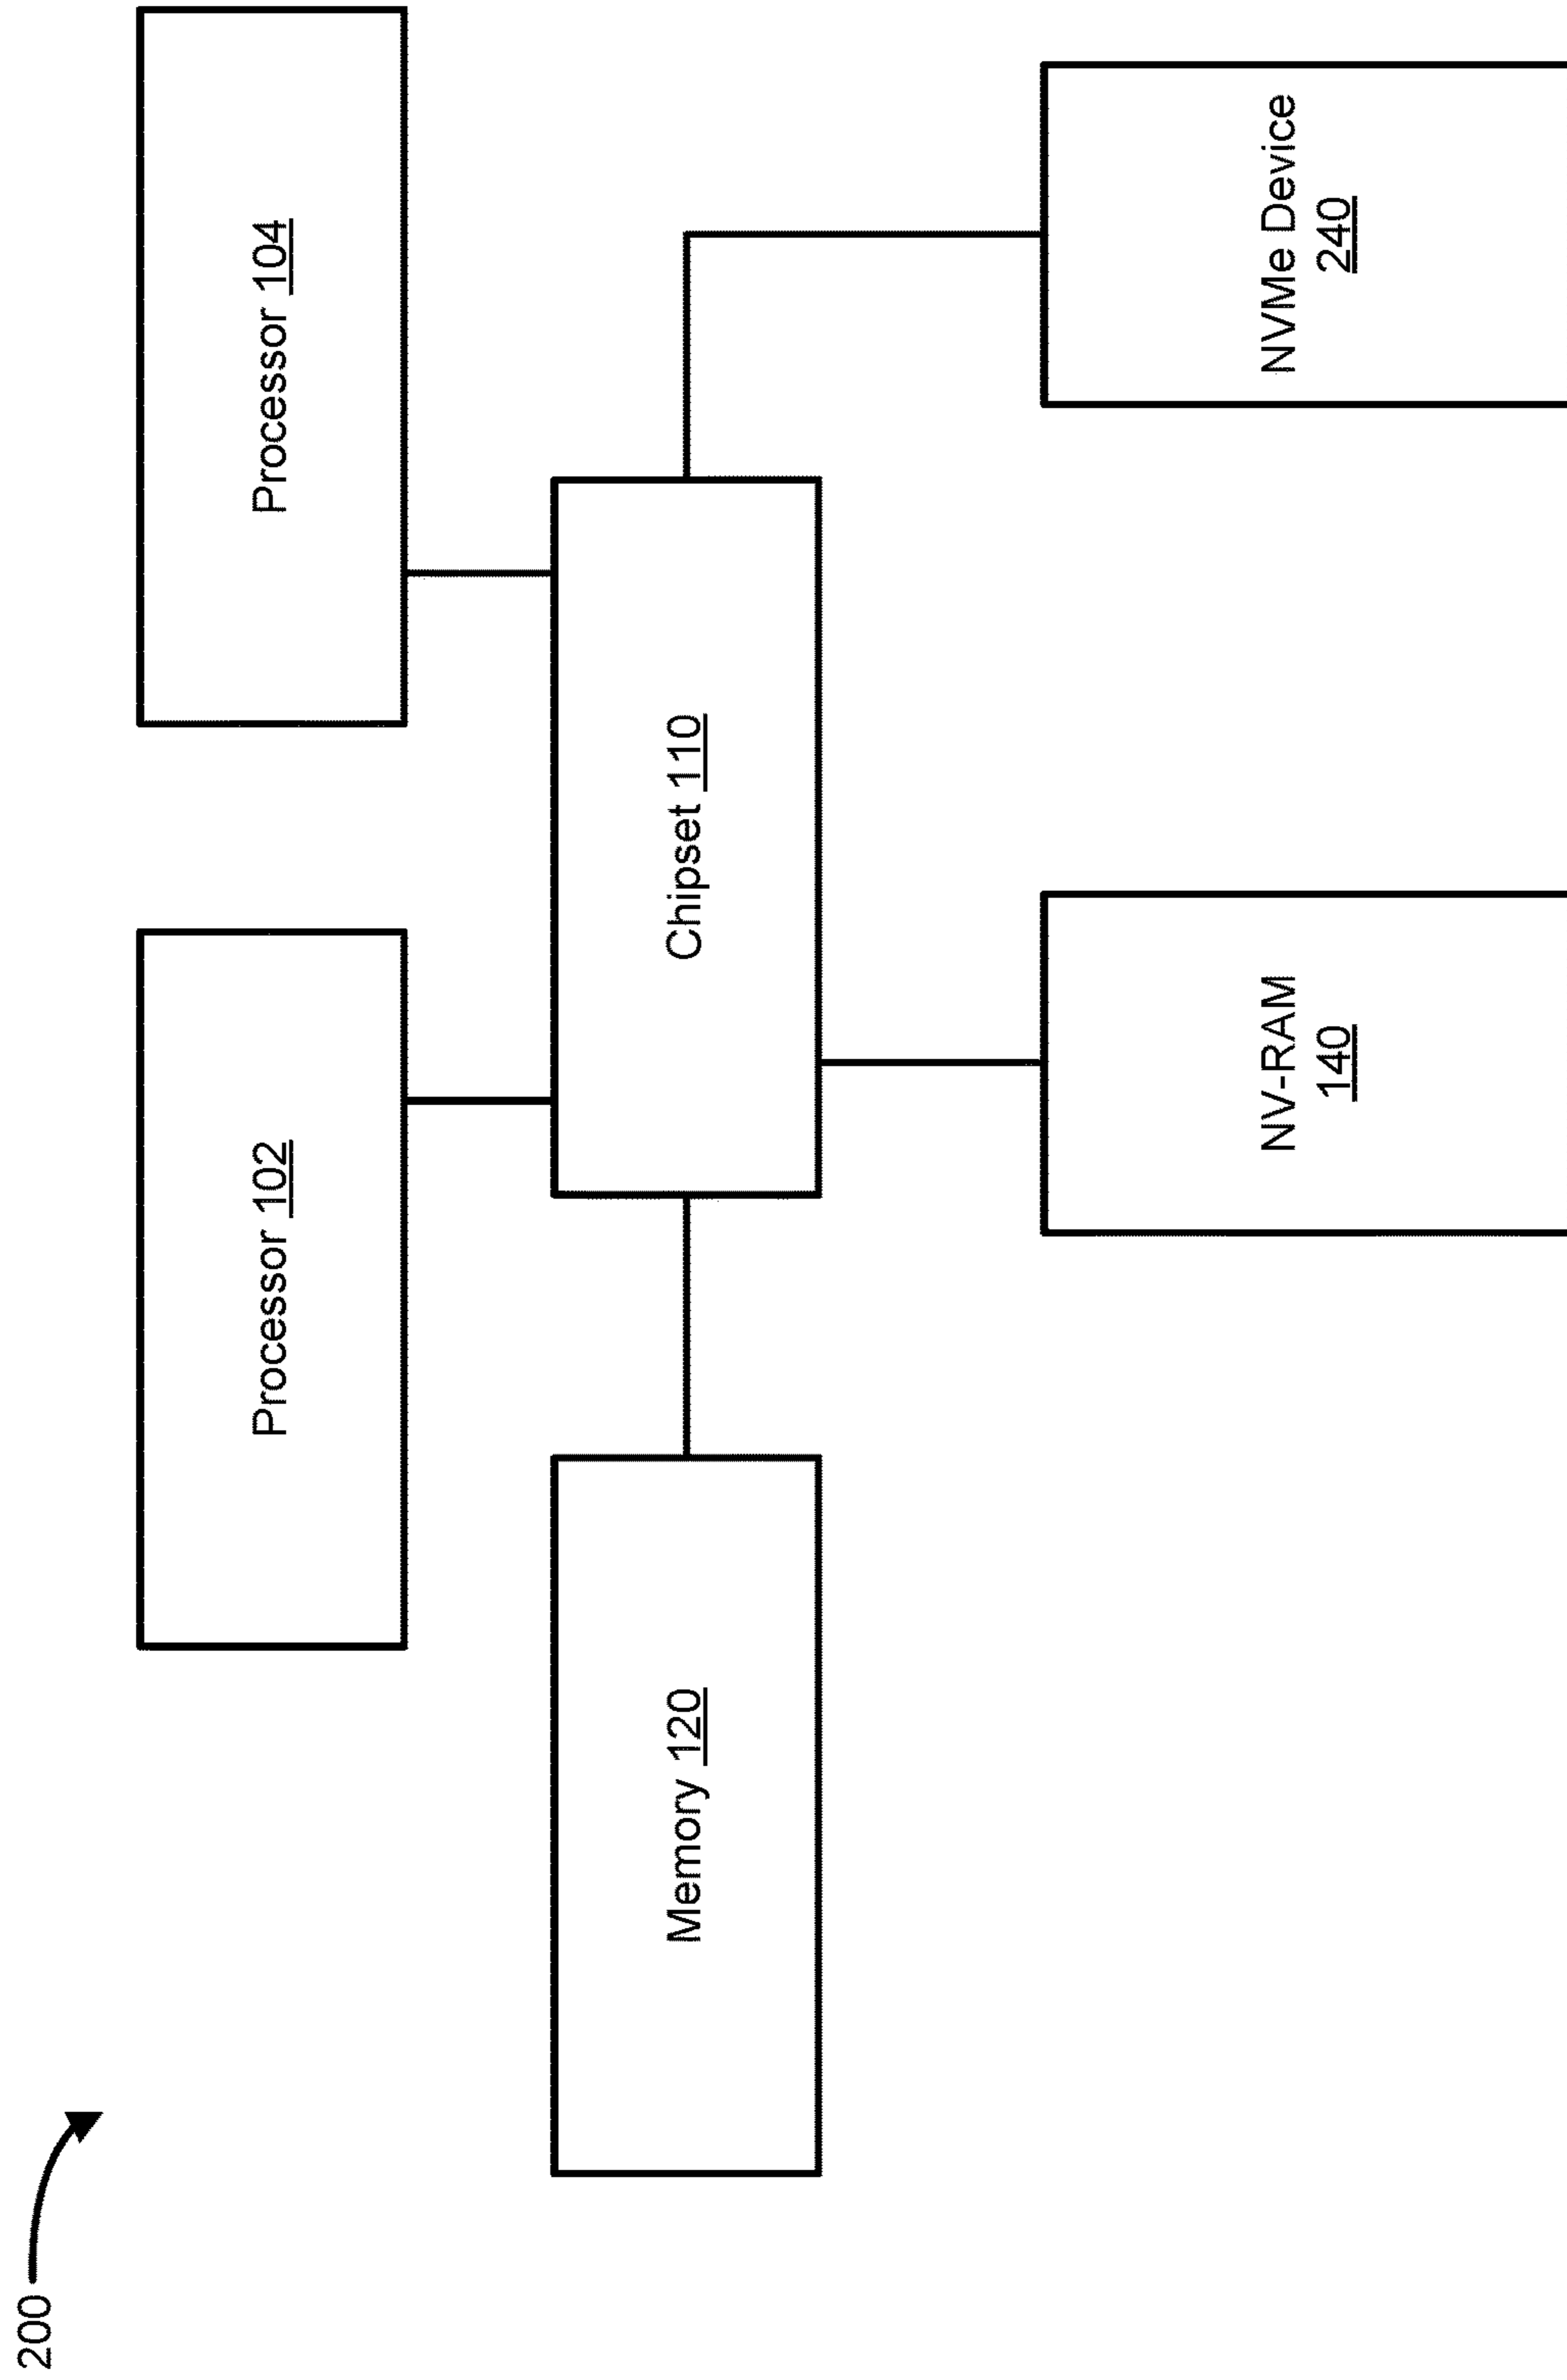 200
Processor 102
Processor 104
Memory 120
Chipset 110
NV-RAM
140
NVMe Device
240